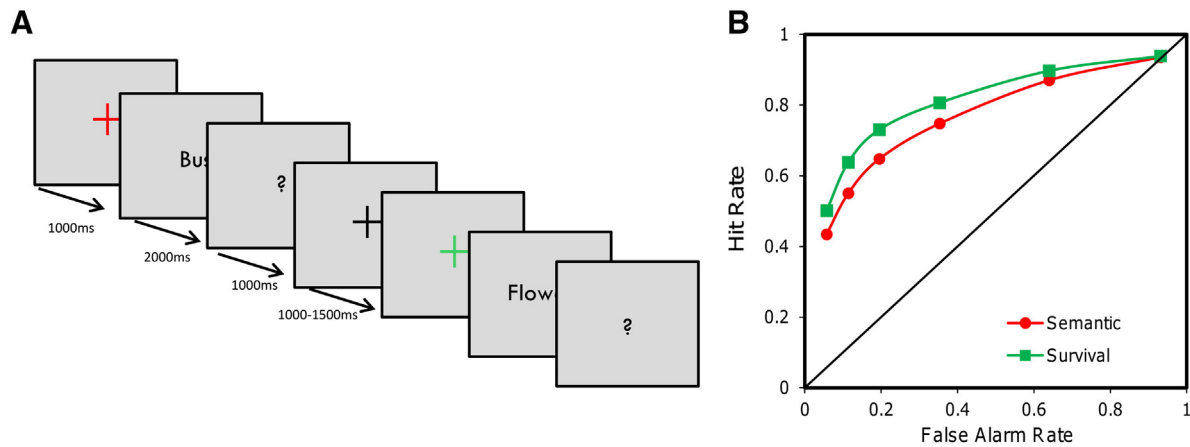 A
Bus
?
Flow
?
1000ms
2000ms
1000ms
1000-1500ms
B
Hit Rate
1
0.8
0.6
0.4
0.2
0
Semantic
Survival
0 0.2 0.4 0.6 0.8 1
False Alarm Rate